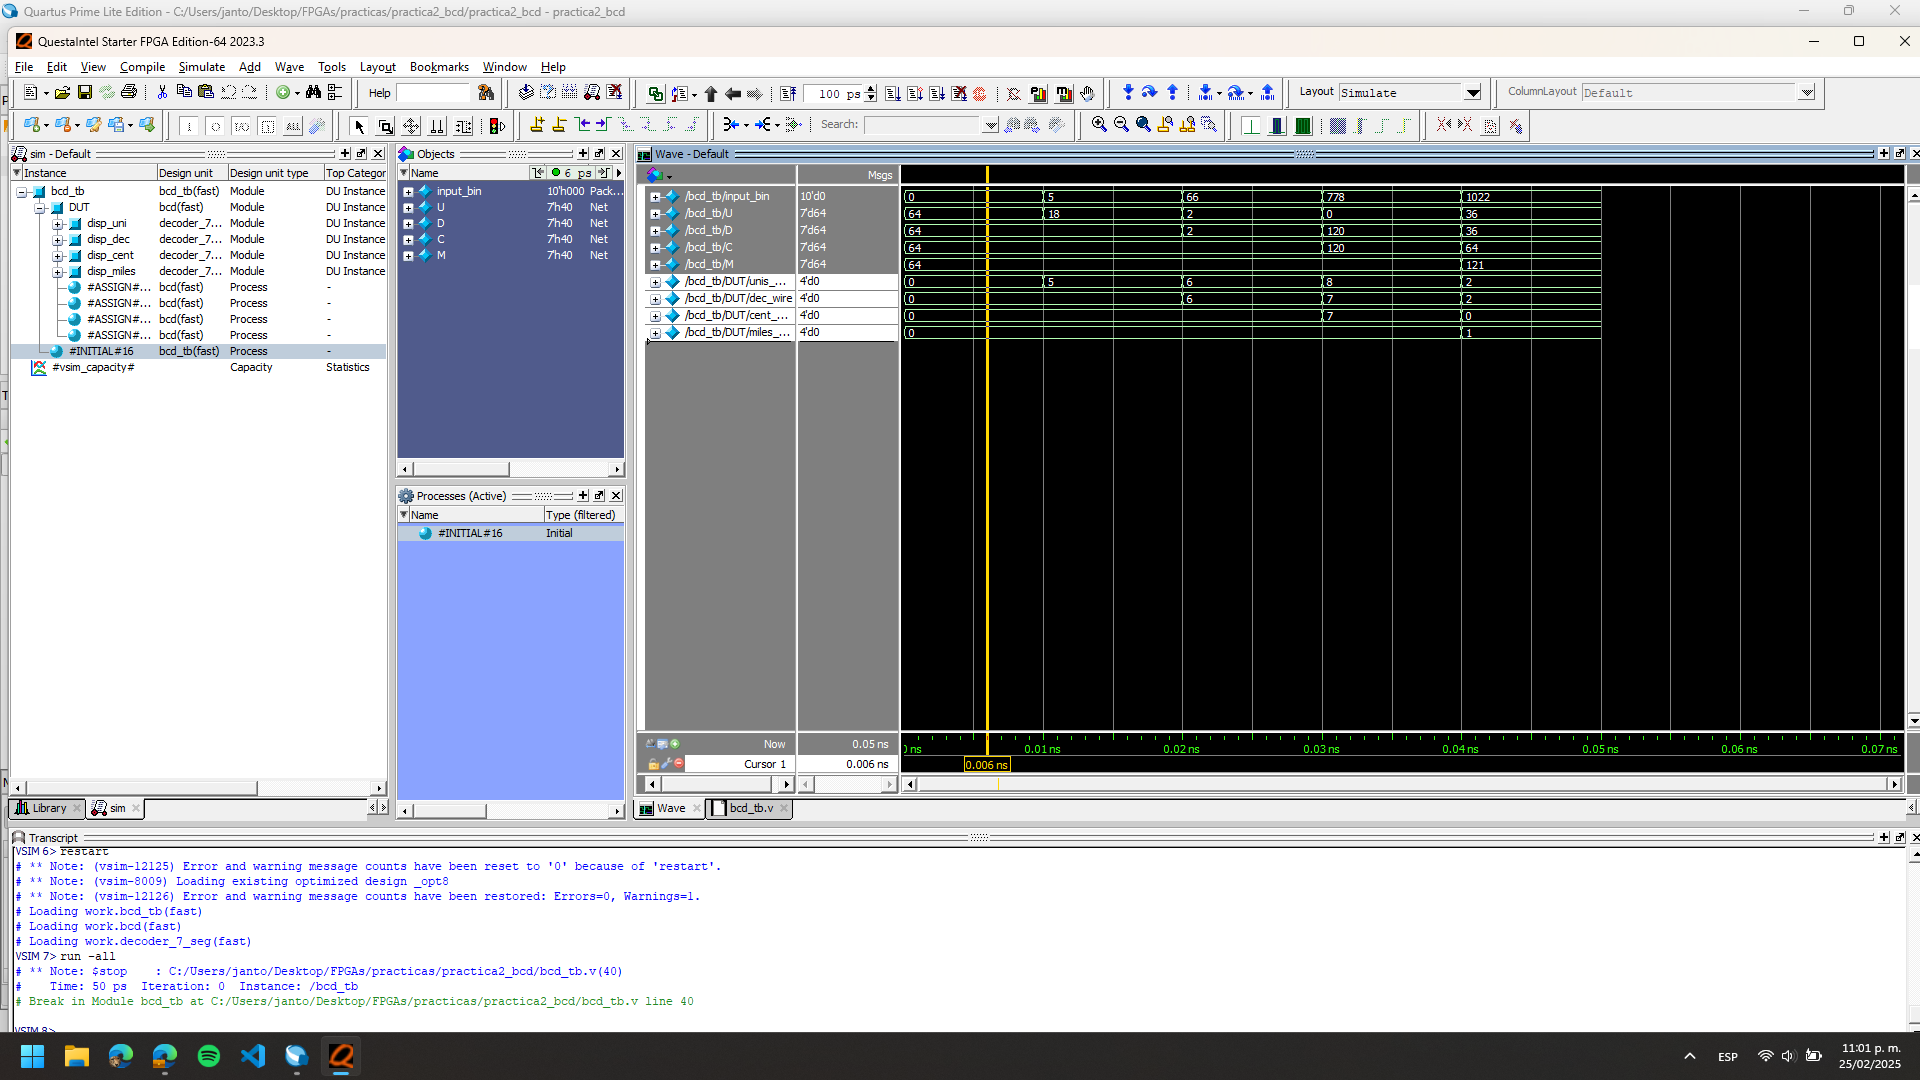 Quartus Prime Lite Edition - C:/Users/janto/Desktop/FPGAs/practicas/practica2_bcd/practica2_bcd - practica2_bcd
QuestaIntel Starter FPGA Edition-64 2023.3
File Edit View Compile Simulate Add Wave Tools Layout Bookmarks Window Help
Help 100 ps Layout Simulate ColumnLayout Default
Search:
sim - Default
Instance Design unit Design unit type Top Categor
bcd_tb bcd_tb(fast) Module DU Instance
DUT bcd(fast) Module DU Instance
disp_uni decoder_7... Module DU Instance
disp_dec decoder_7... Module DU Instance
disp_cent decoder_7... Module DU Instance
disp_miles decoder_7... Module DU Instance
#ASSIGN#... bcd(fast) Process -
#ASSIGN#... bcd(fast) Process -
#ASSIGN#... bcd(fast) Process -
#ASSIGN#... bcd(fast) Process -
#INITIAL#16 bcd_tb(fast) Process -
#vsim_capacity# Capacity Statistics
Library sim
Objects
Name 6 ps
input_bin 10'h000 Pack...
U 7'h40 Net
D 7'h40 Net
C 7'h40 Net
M 7'h40 Net
Processes (Active)
Name Type (filtered)
#INITIAL#16 Initial
Wave - Default
Msgs
/bcd_tb/input_bin 10'd0 0 5 66 778 1022
/bcd_tb/U 7'd64 64 18 2 0 36
/bcd_tb/D 7'd64 64 2 120 36
/bcd_tb/C 7'd64 64 120 64
/bcd_tb/M 7'd64 64 121
/bcd_tb/DUT/unis_... 4'd0 0 5 6 8 2
/bcd_tb/DUT/dec_wire 4'd0 0 6 7 2
/bcd_tb/DUT/cent_... 4'd0 0 7 0
/bcd_tb/DUT/miles_... 4'd0 0 1
Now 0.05 ns ns 0.01 ns 0.02 ns 0.03 ns 0.04 ns 0.05 ns 0.06 ns 0.07 ns
Cursor 1 0.006 ns 0.006 ns
Wave bcd_tb.v
Transcript
VSIM 6> restart
# ** Note: (vsim-12125) Error and warning message counts have been reset to '0' because of 'restart'.
# ** Note: (vsim-8009) Loading existing optimized design _opt8
# ** Note: (vsim-12126) Error and warning message counts have been restored: Errors=0, Warnings=1.
# Loading work.bcd_tb(fast)
# Loading work.bcd(fast)
# Loading work.decoder_7_seg(fast)
VSIM 7> run -all
# ** Note: $stop : C:/Users/janto/Desktop/FPGAs/practicas/practica2_bcd/bcd_tb.v(40)
# Time: 50 ps Iteration: 0 Instance: /bcd_tb
# Break in Module bcd_tb at C:/Users/janto/Desktop/FPGAs/practicas/practica2_bcd/bcd_tb.v line 40
VSIM 8>
ESP
11:01 p. m.
25/02/2025